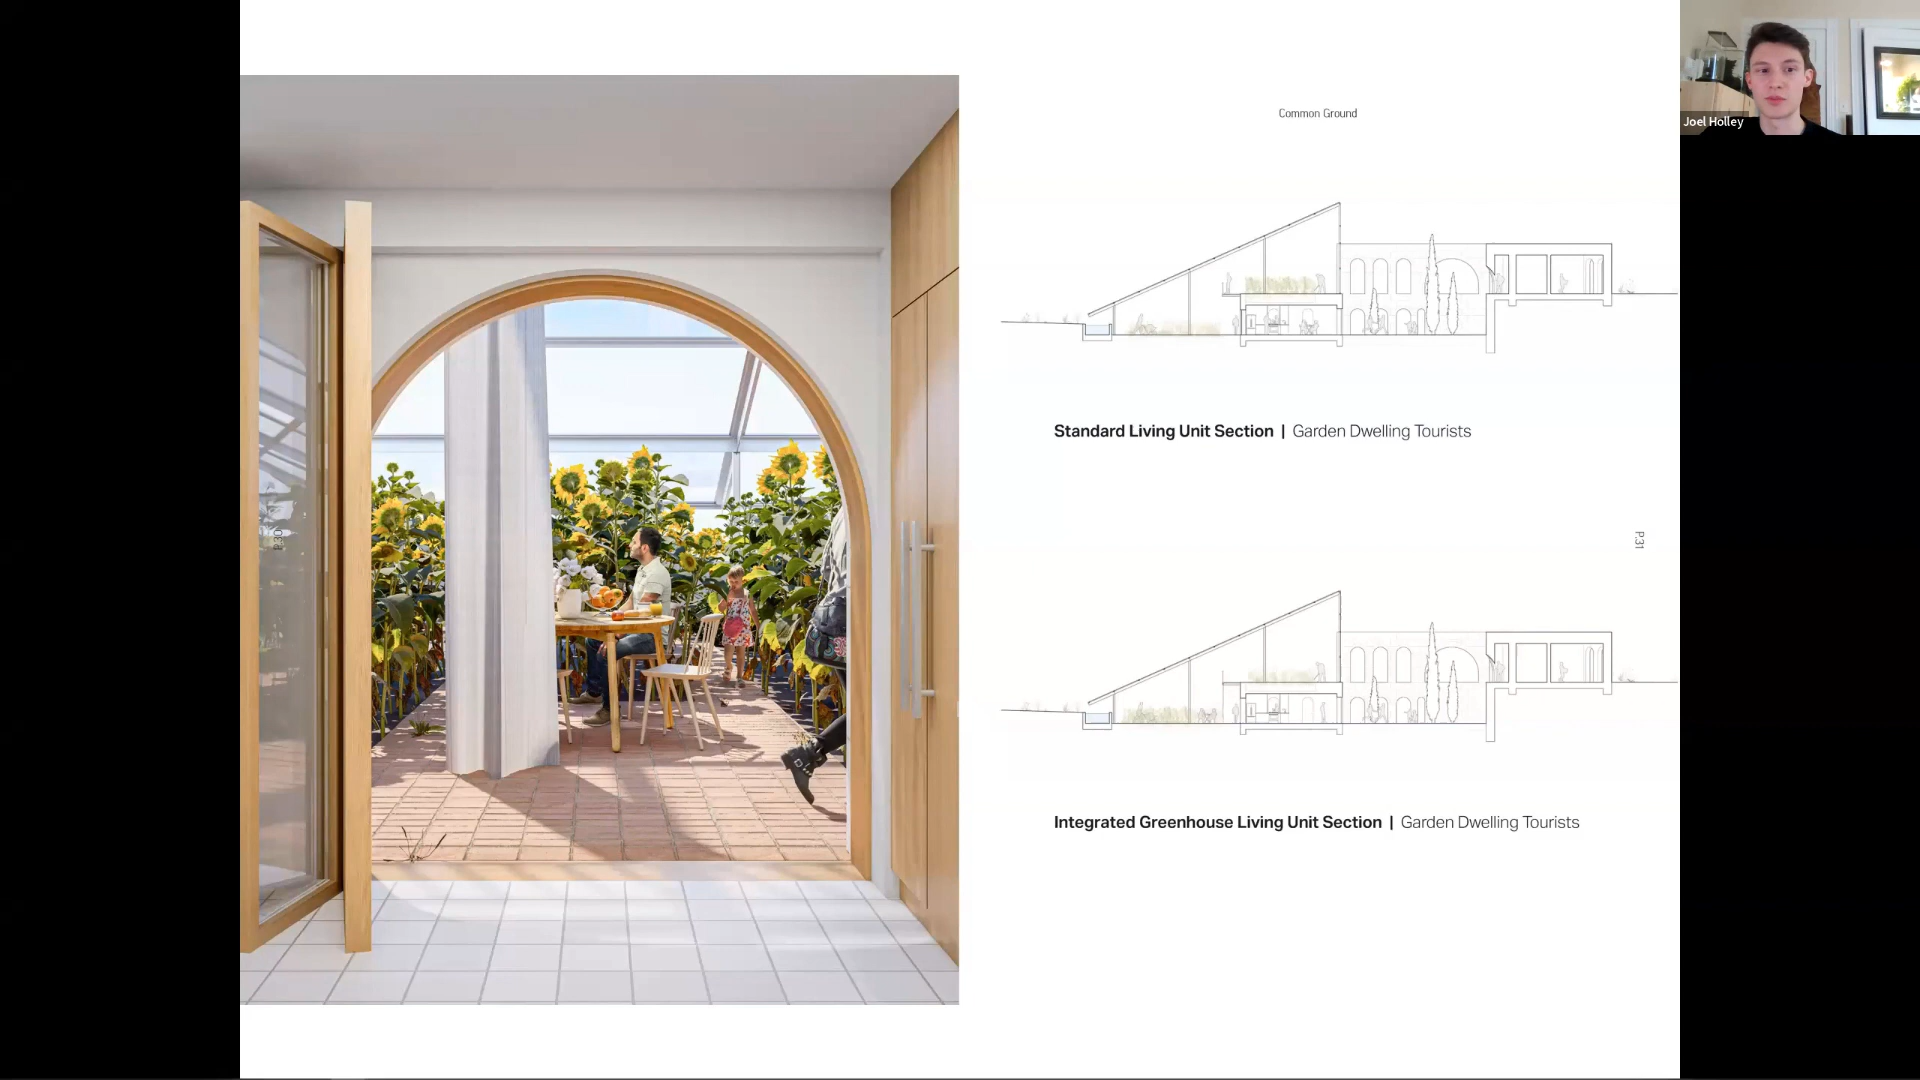 Common Ground
Joel Holley
Standard Living Unit Section | Garden Dwelling Tourists
P.30
P.31
Integrated Greenhouse Living Unit Section | Garden Dwelling Tourists